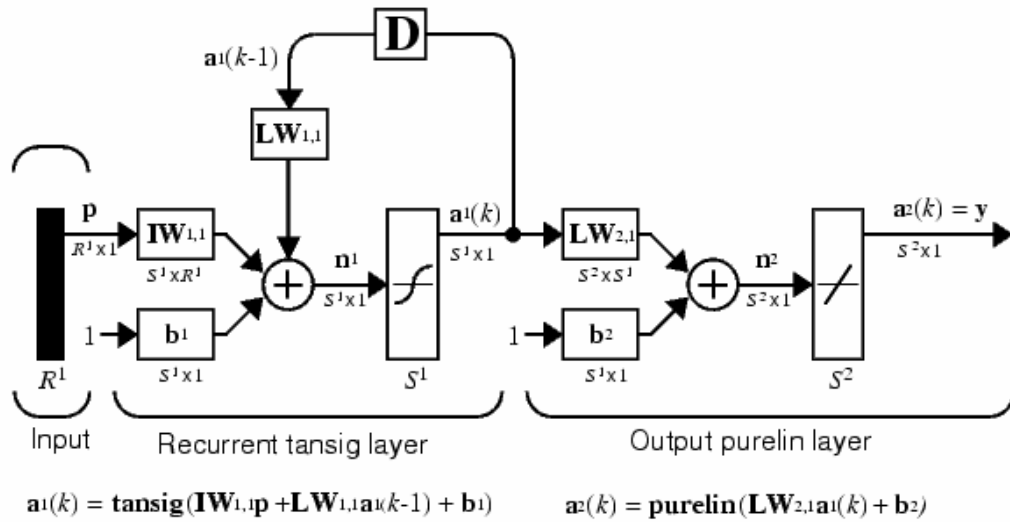 D
a1(k-1)
LW1,1
p
R1x1
IW1,1
S1xR1
1
b1
S1x1
R1
n1
S1x1
S1
a1(k)
S1x1
LW2,1
S2xS1
1
b2
S1x1
n2
S2x1
S2
a2(k) = y
S2x1
Input
Recurrent tansig layer
Output purelin layer
a1(k) = tansig(IW1,1p +LW1,1a1(k-1) + b1)
a2(k) = purelin(LW2,1a1(k) + b2)